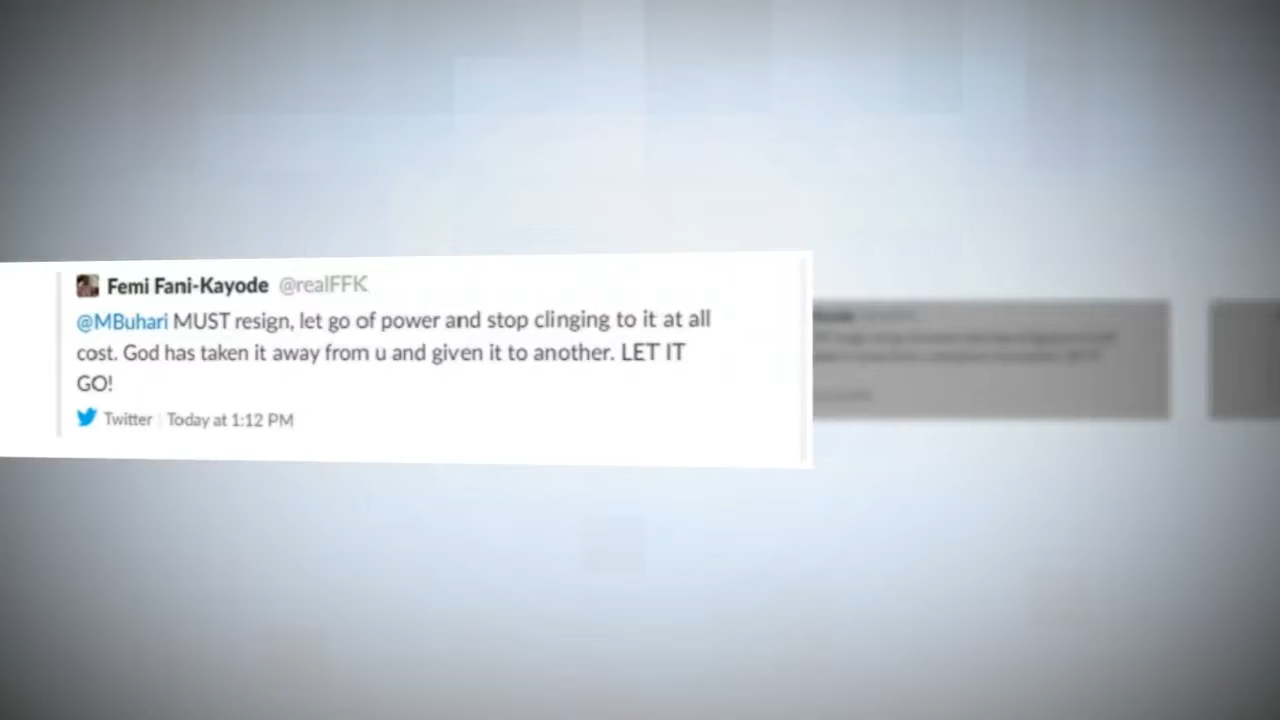 Femi Fani-Kayode @realFFK
@MBuhari MUST resign, let go of power and stop clinging to it at all
cost. God has taken it away from u and given it to another. LET IT
GO!
Twitter | Today at 1:12 PM